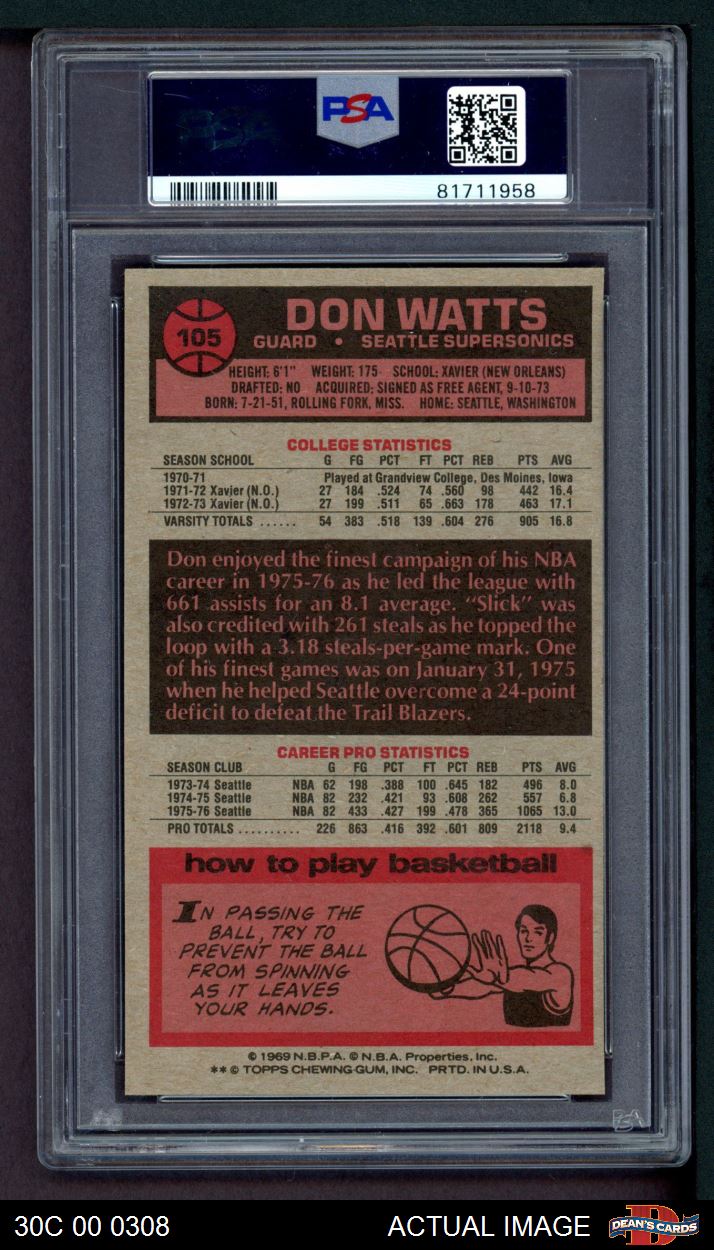 PSA
PSA
81711958
105
DON WATTS
GUARD • SEATTLE SUPERSONICS
HEIGHT: 6'1" WEIGHT: 175 SCHOOL: XAVIER (NEW ORLEANS)
DRAFTED: NO ACQUIRED: SIGNED AS FREE AGENT, 9-10-73
BORN: 7-21-51, ROLLING FORK, MISS. HOME: SEATTLE, WASHINGTON
COLLEGE STATISTICS
SEASON SCHOOL G FG PCT FT PCT REB PTS AVG
1970-71 Played at Grandview College, Des Moines, Iowa
1971-72 Xavier (N.O.) 27 184 .524 74 .560 98 442 16.4
1972-73 Xavier (N.O.) 27 199 .511 65 .663 178 463 17.1
VARSITY TOTALS ...... 54 383 .518 139 .604 276 905 16.8
Don enjoyed the finest campaign of his NBA
career in 1975-76 as he led the league with
661 assists for an 8.1 average. "Slick" was
also credited with 261 steals as he topped the
loop with a 3.18 steals-per-game mark. One
of his finest games was on January 31, 1975
when he helped Seattle overcome a 24-point
deficit to defeat the Trail Blazers.
CAREER PRO STATISTICS
SEASON CLUB G FG PCT FT PCT REB PTS AVG
1973-74 Seattle NBA 62 198 .388 100 .645 182 496 8.0
1974-75 Seattle NBA 82 232 .421 93 .608 262 557 6.8
1975-76 Seattle NBA 82 433 .427 199 .478 365 1065 13.0
PRO TOTALS .......... 226 863 .416 392 .601 809 2118 9.4
how to play basketball
IN PASSING THE
BALL, TRY TO
PREVENT THE BALL
FROM SPINNING
AS IT LEAVES
YOUR HANDS.
© 1969 N.B.P.A. © N.B.A. Properties, Inc.
** © TOPPS CHEWING GUM, INC. PRTD. IN U.S.A.
PSA
30C 00 0308
ACTUAL IMAGE
DEAN'S CARDS